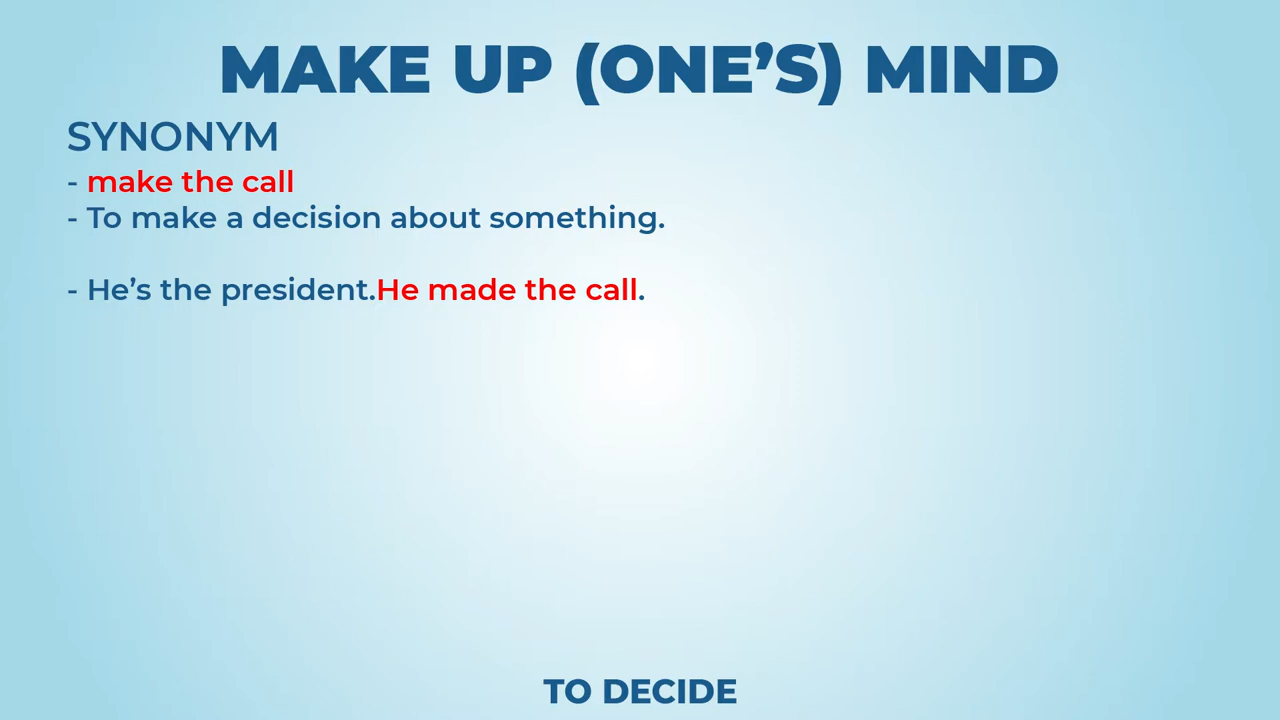 MAKE UP (ONE’S) MIND
SYNONYM
- make the call
- To make a decision about something.
- He’s the president.He made the call.
TO DECIDE